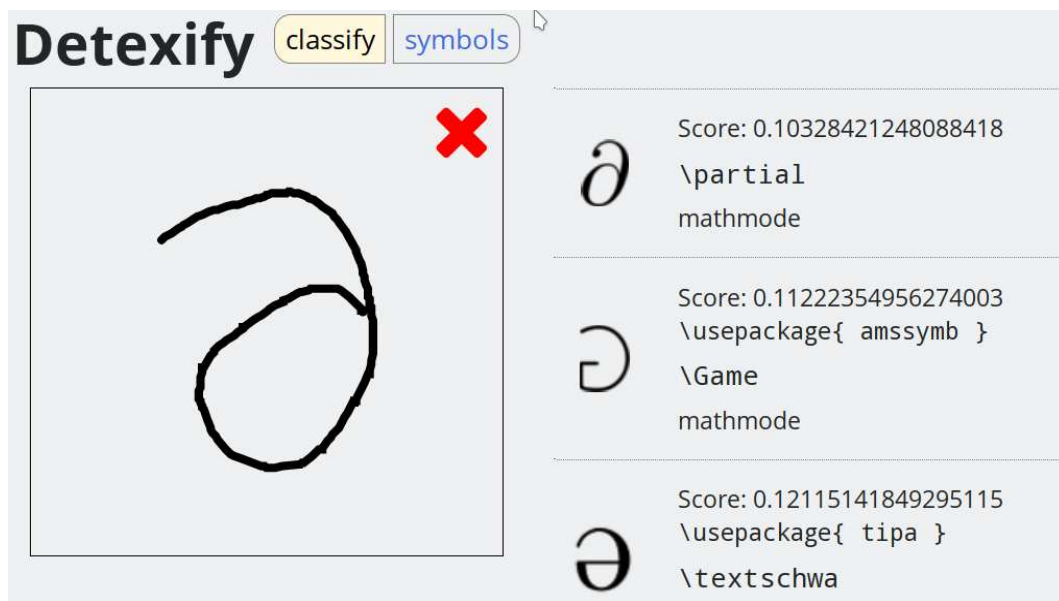 Detexify classify symbols
∂
Score: 0.10328421248088418
\partial
mathmode
⅁
Score: 0.11222354956274003
\usepackage{ amssymb }
\Game
mathmode
ə
Score: 0.12115141849295115
\usepackage{ tipa }
\textschwa